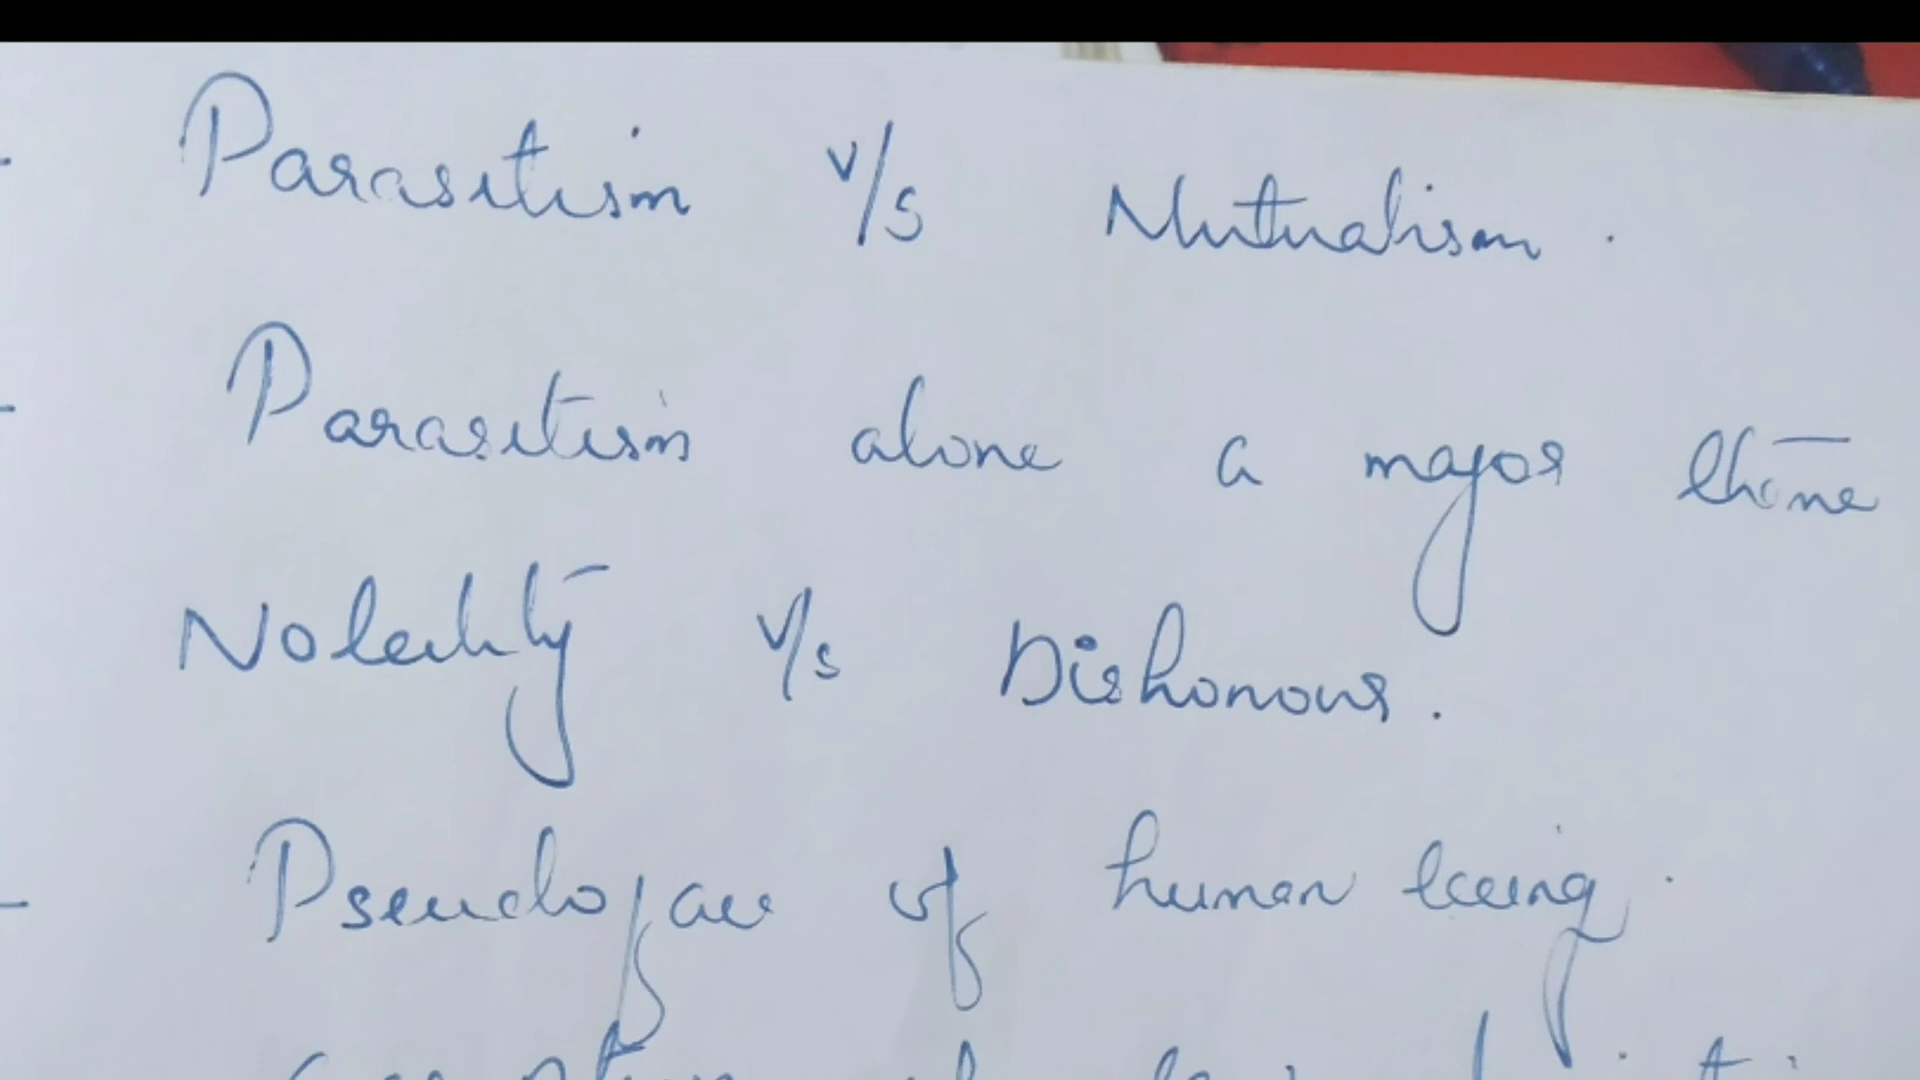 - Parasitism v/s Mutualism.
- Parasitism alone a major theme
Nobility v/s Dishonour.
- Pseudoface of human being.